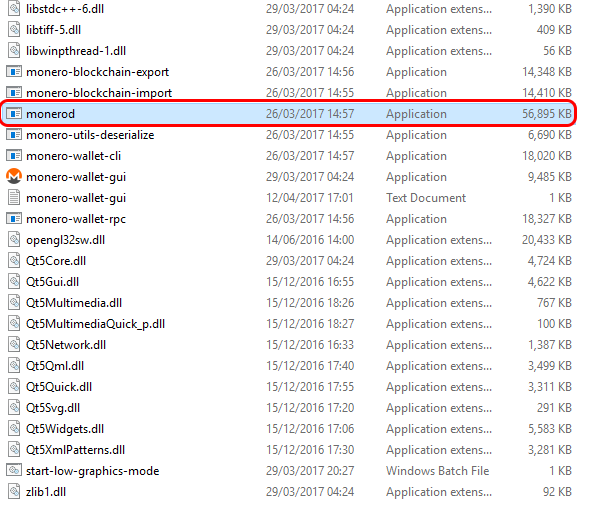 libstdc++-6.dll 29/03/2017 04:24 Application extens... 1,390 KB
libtiff-5.dll 29/03/2017 04:24 Application extens... 409 KB
libwinpthread-1.dll 29/03/2017 04:24 Application extens... 56 KB
monero-blockchain-export 26/03/2017 14:56 Application 14,348 KB
monero-blockchain-import 26/03/2017 14:55 Application 14,410 KB
monerod 26/03/2017 14:57 Application 56,895 KB
monero-utils-deserialize 26/03/2017 14:55 Application 6,690 KB
monero-wallet-cli 26/03/2017 14:57 Application 18,020 KB
monero-wallet-gui 29/03/2017 04:24 Application 9,485 KB
monero-wallet-gui 12/04/2017 17:01 Text Document 1 KB
monero-wallet-rpc 26/03/2017 14:56 Application 18,327 KB
opengl32sw.dll 14/06/2016 14:00 Application extens... 20,433 KB
Qt5Core.dll 29/03/2017 04:24 Application extens... 4,724 KB
Qt5Gui.dll 15/12/2016 16:55 Application extens... 4,622 KB
Qt5Multimedia.dll 15/12/2016 18:26 Application extens... 767 KB
Qt5MultimediaQuick_p.dll 15/12/2016 18:27 Application extens... 100 KB
Qt5Network.dll 15/12/2016 16:33 Application extens... 1,387 KB
Qt5Qml.dll 15/12/2016 17:40 Application extens... 3,499 KB
Qt5Quick.dll 15/12/2016 17:55 Application extens... 3,311 KB
Qt5Svg.dll 15/12/2016 17:20 Application extens... 291 KB
Qt5Widgets.dll 15/12/2016 17:06 Application extens... 5,583 KB
Qt5XmlPatterns.dll 15/12/2016 17:30 Application extens... 3,281 KB
start-low-graphics-mode 29/03/2017 20:27 Windows Batch File 1 KB
zlib1.dll 29/03/2017 04:24 Application extens... 92 KB